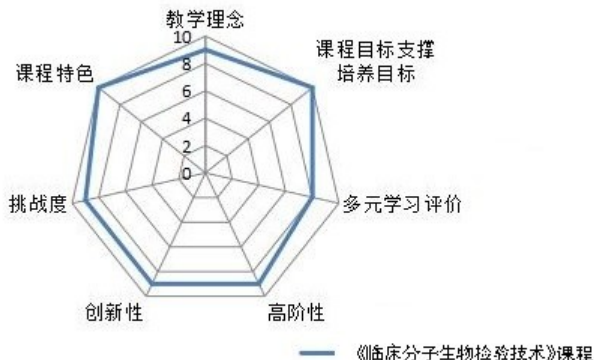 教学理念
10
课程目标支撑
培养目标
8
课程特色
6
4
2
0
挑战度
多元学习评价
创新性
高阶性
《临床分子生物检验技术》课程